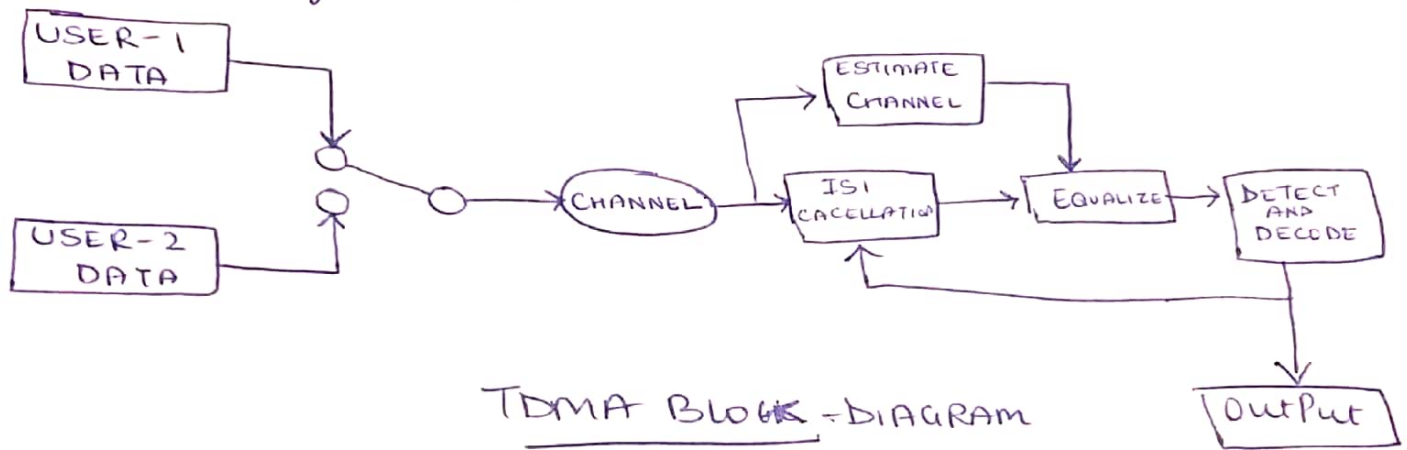 USER-1
DATA
ESTIMATE
CHANNEL
CHANNEL
ISI
CACELLATION
EQUALIZE
DETECT
AND
DECODE
USER-2
DATA
TDMA BLOCK-DIAGRAM
OutPut